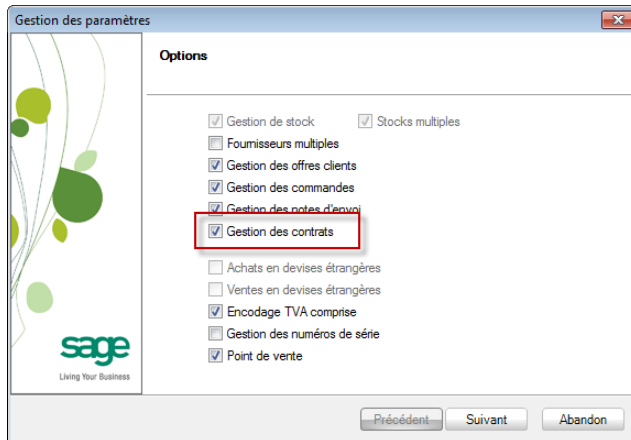 Gestion des paramètres
Options
Gestion de stock Stocks multiples
Fournisseurs multiples
Gestion des offres clients
Gestion des commandes
Gestion des notes d'envoi
Gestion des contrats
Achats en devises étrangères
Ventes en devises étrangères
Encodage TVA comprise
Gestion des numéros de série
Point de vente
sage
Living Your Business
Précédent Suivant Abandon